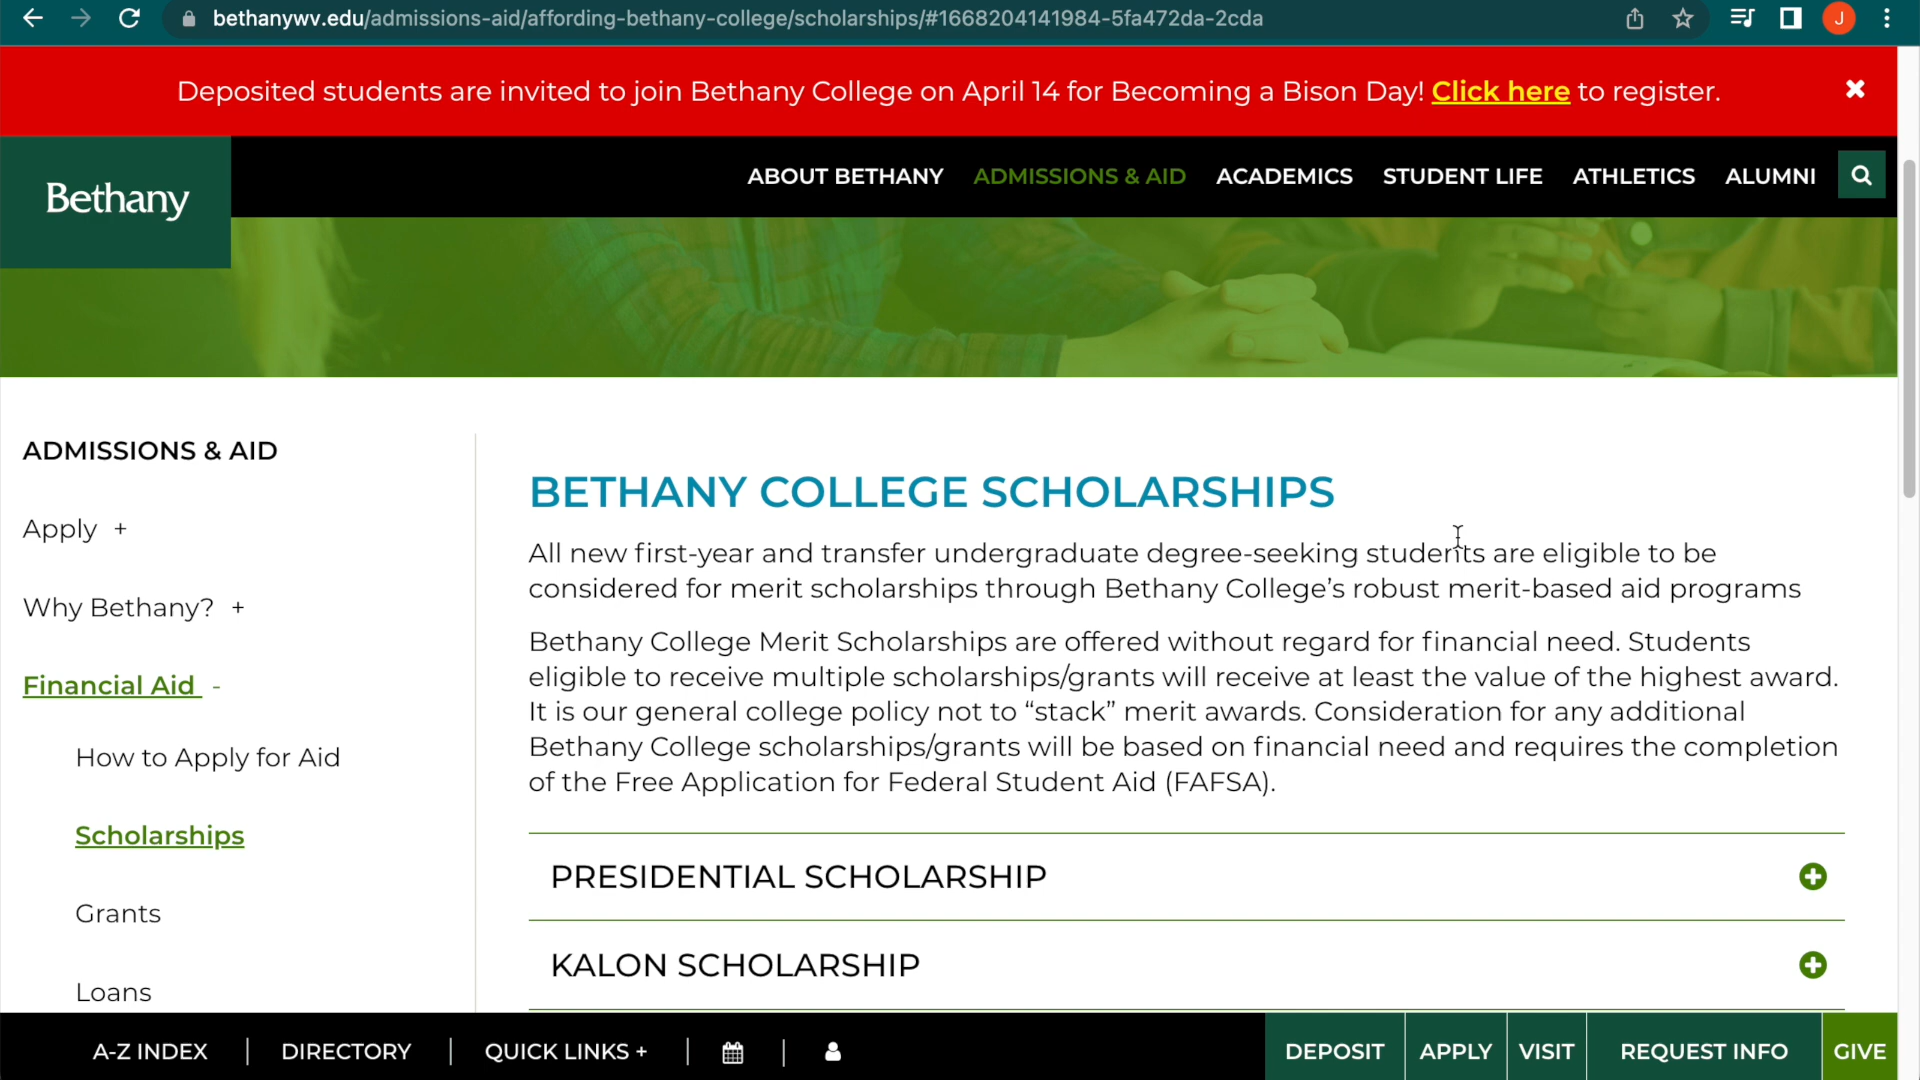 bethanywv.edu/admissions-aid/affording-bethany-college/scholarships/#1668204141984-5fa472da-2cda
J
Deposited students are invited to join Bethany College on April 14 for Becoming a Bison Day! Click here to register.
Bethany
ABOUT BETHANY
ADMISSIONS & AID
ACADEMICS
STUDENT LIFE
ATHLETICS
ALUMNI
ADMISSIONS & AID
Apply +
Why Bethany? +
Financial Aid -
How to Apply for Aid
Scholarships
Grants
Loans
BETHANY COLLEGE SCHOLARSHIPS
All new first-year and transfer undergraduate degree-seeking students are eligible to be
considered for merit scholarships through Bethany College’s robust merit-based aid programs
Bethany College Merit Scholarships are offered without regard for financial need. Students
eligible to receive multiple scholarships/grants will receive at least the value of the highest award.
It is our general college policy not to “stack” merit awards. Consideration for any additional
Bethany College scholarships/grants will be based on financial need and requires the completion
of the Free Application for Federal Student Aid (FAFSA).
PRESIDENTIAL SCHOLARSHIP
KALON SCHOLARSHIP
A-Z INDEX
DIRECTORY
QUICK LINKS +
DEPOSIT
APPLY
VISIT
REQUEST INFO
GIVE